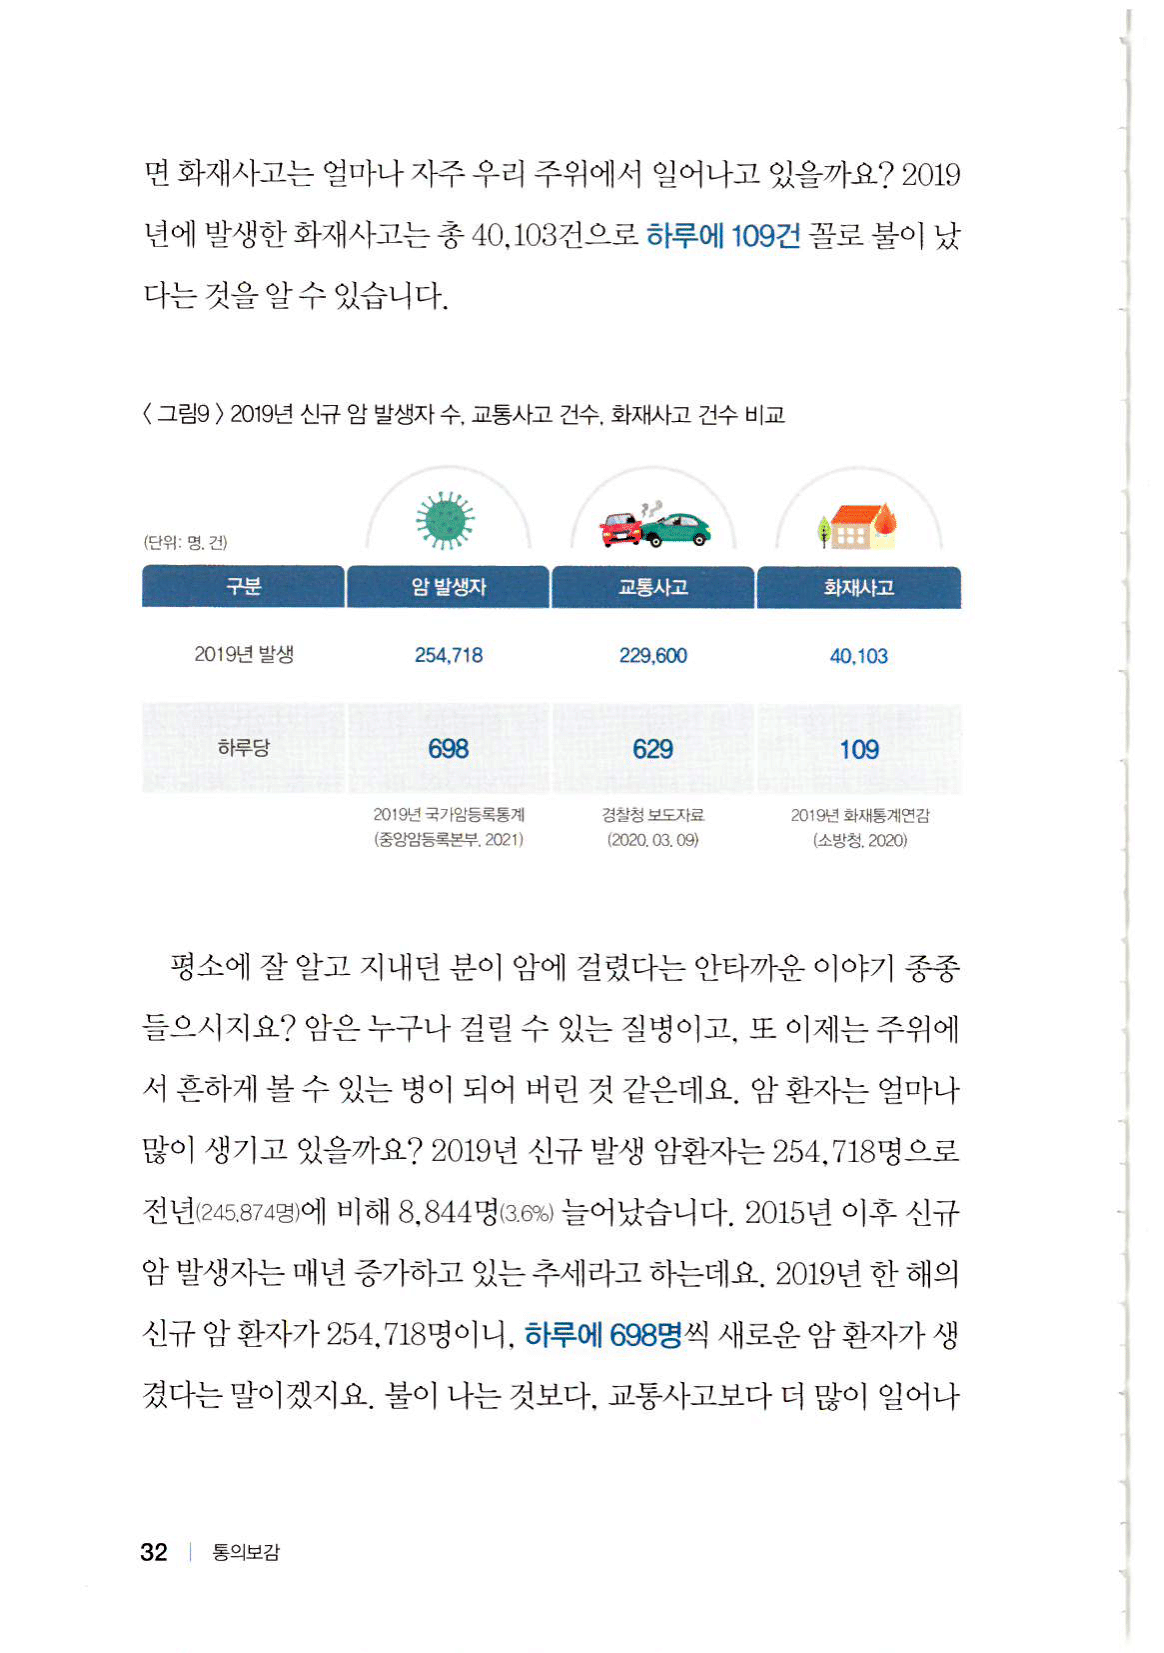 면 화재사고는 얼마나 자주 우리 주위에서 일어나고 있을까요? 2019
년에 발생한 화재사고는 총 40,103건으로 하루에 109건 꼴로 불이 났
다는 것을 알 수 있습니다.
〈 그림9 〉 2019년 신규 암 발생자 수, 교통사고 건수, 화재사고 건수 비교
(단위: 명, 건)
구분 암 발생자 교통사고 화재사고
2019년 발생 254,718 229,600 40,103
하루당 698 629 109
2019년 국가암등록통계 경찰청 보도자료 2019년 화재통계연감
(중앙암등록본부, 2021) (2020. 03. 09) (소방청, 2020)
평소에 잘 알고 지내던 분이 암에 걸렸다는 안타까운 이야기 종종
들으시지요? 암은 누구나 걸릴 수 있는 질병이고, 또 이제는 주위에
서 흔하게 볼 수 있는 병이 되어 버린 것 같은데요. 암 환자는 얼마나
많이 생기고 있을까요? 2019년 신규 발생 암환자는 254,718명으로
전년(245,874명)에 비해 8,844명(3.6%) 늘어났습니다. 2015년 이후 신규
암 발생자는 매년 증가하고 있는 추세라고 하는데요. 2019년 한 해의
신규 암 환자가 254,718명이니, 하루에 698명씩 새로운 암 환자가 생
겼다는 말이겠지요. 불이 나는 것보다, 교통사고보다 더 많이 일어나
32 | 통의보감